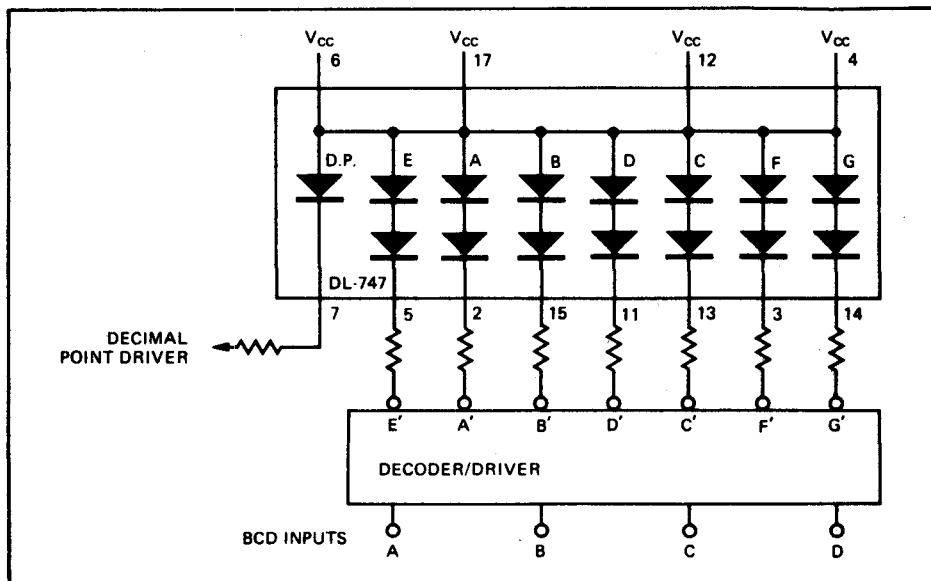 VCC VCC VCC VCC
6 17 12 4
D.P. E A B D C F G
DL-747
7 5 2 15 11 13 3 14
DECIMAL
POINT DRIVER
E' A' B' D' C' F' G'
DECODER/DRIVER
BCD INPUTS
A B C D